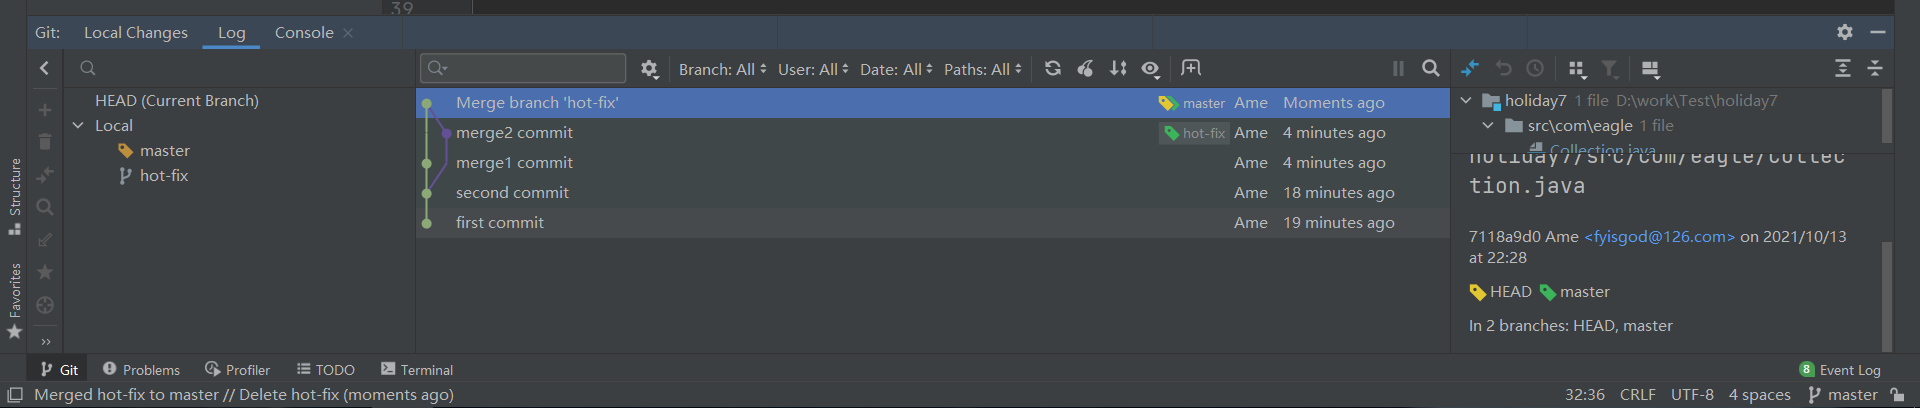 39
Git: Local Changes Log Console
Structure
Favorites
HEAD (Current Branch)
Local
master
hot-fix
Branch: All User: All Date: All Paths: All
Merge branch 'hot-fix' master Ame Moments ago
merge2 commit hot-fix Ame 4 minutes ago
merge1 commit Ame 4 minutes ago
second commit Ame 18 minutes ago
first commit Ame 19 minutes ago
holiday7 1 file D:\work\Test\holiday7
src\com\eagle 1 file
Collection.java
holiday7/src/com/eagle/Collec
tion.java
7118a9d0 Ame <fyisgod@126.com> on 2021/10/13
at 22:28
HEAD master
In 2 branches: HEAD, master
Git Problems Profiler TODO Terminal 8 Event Log
Merged hot-fix to master // Delete hot-fix (moments ago) 32:36 CRLF UTF-8 4 spaces master